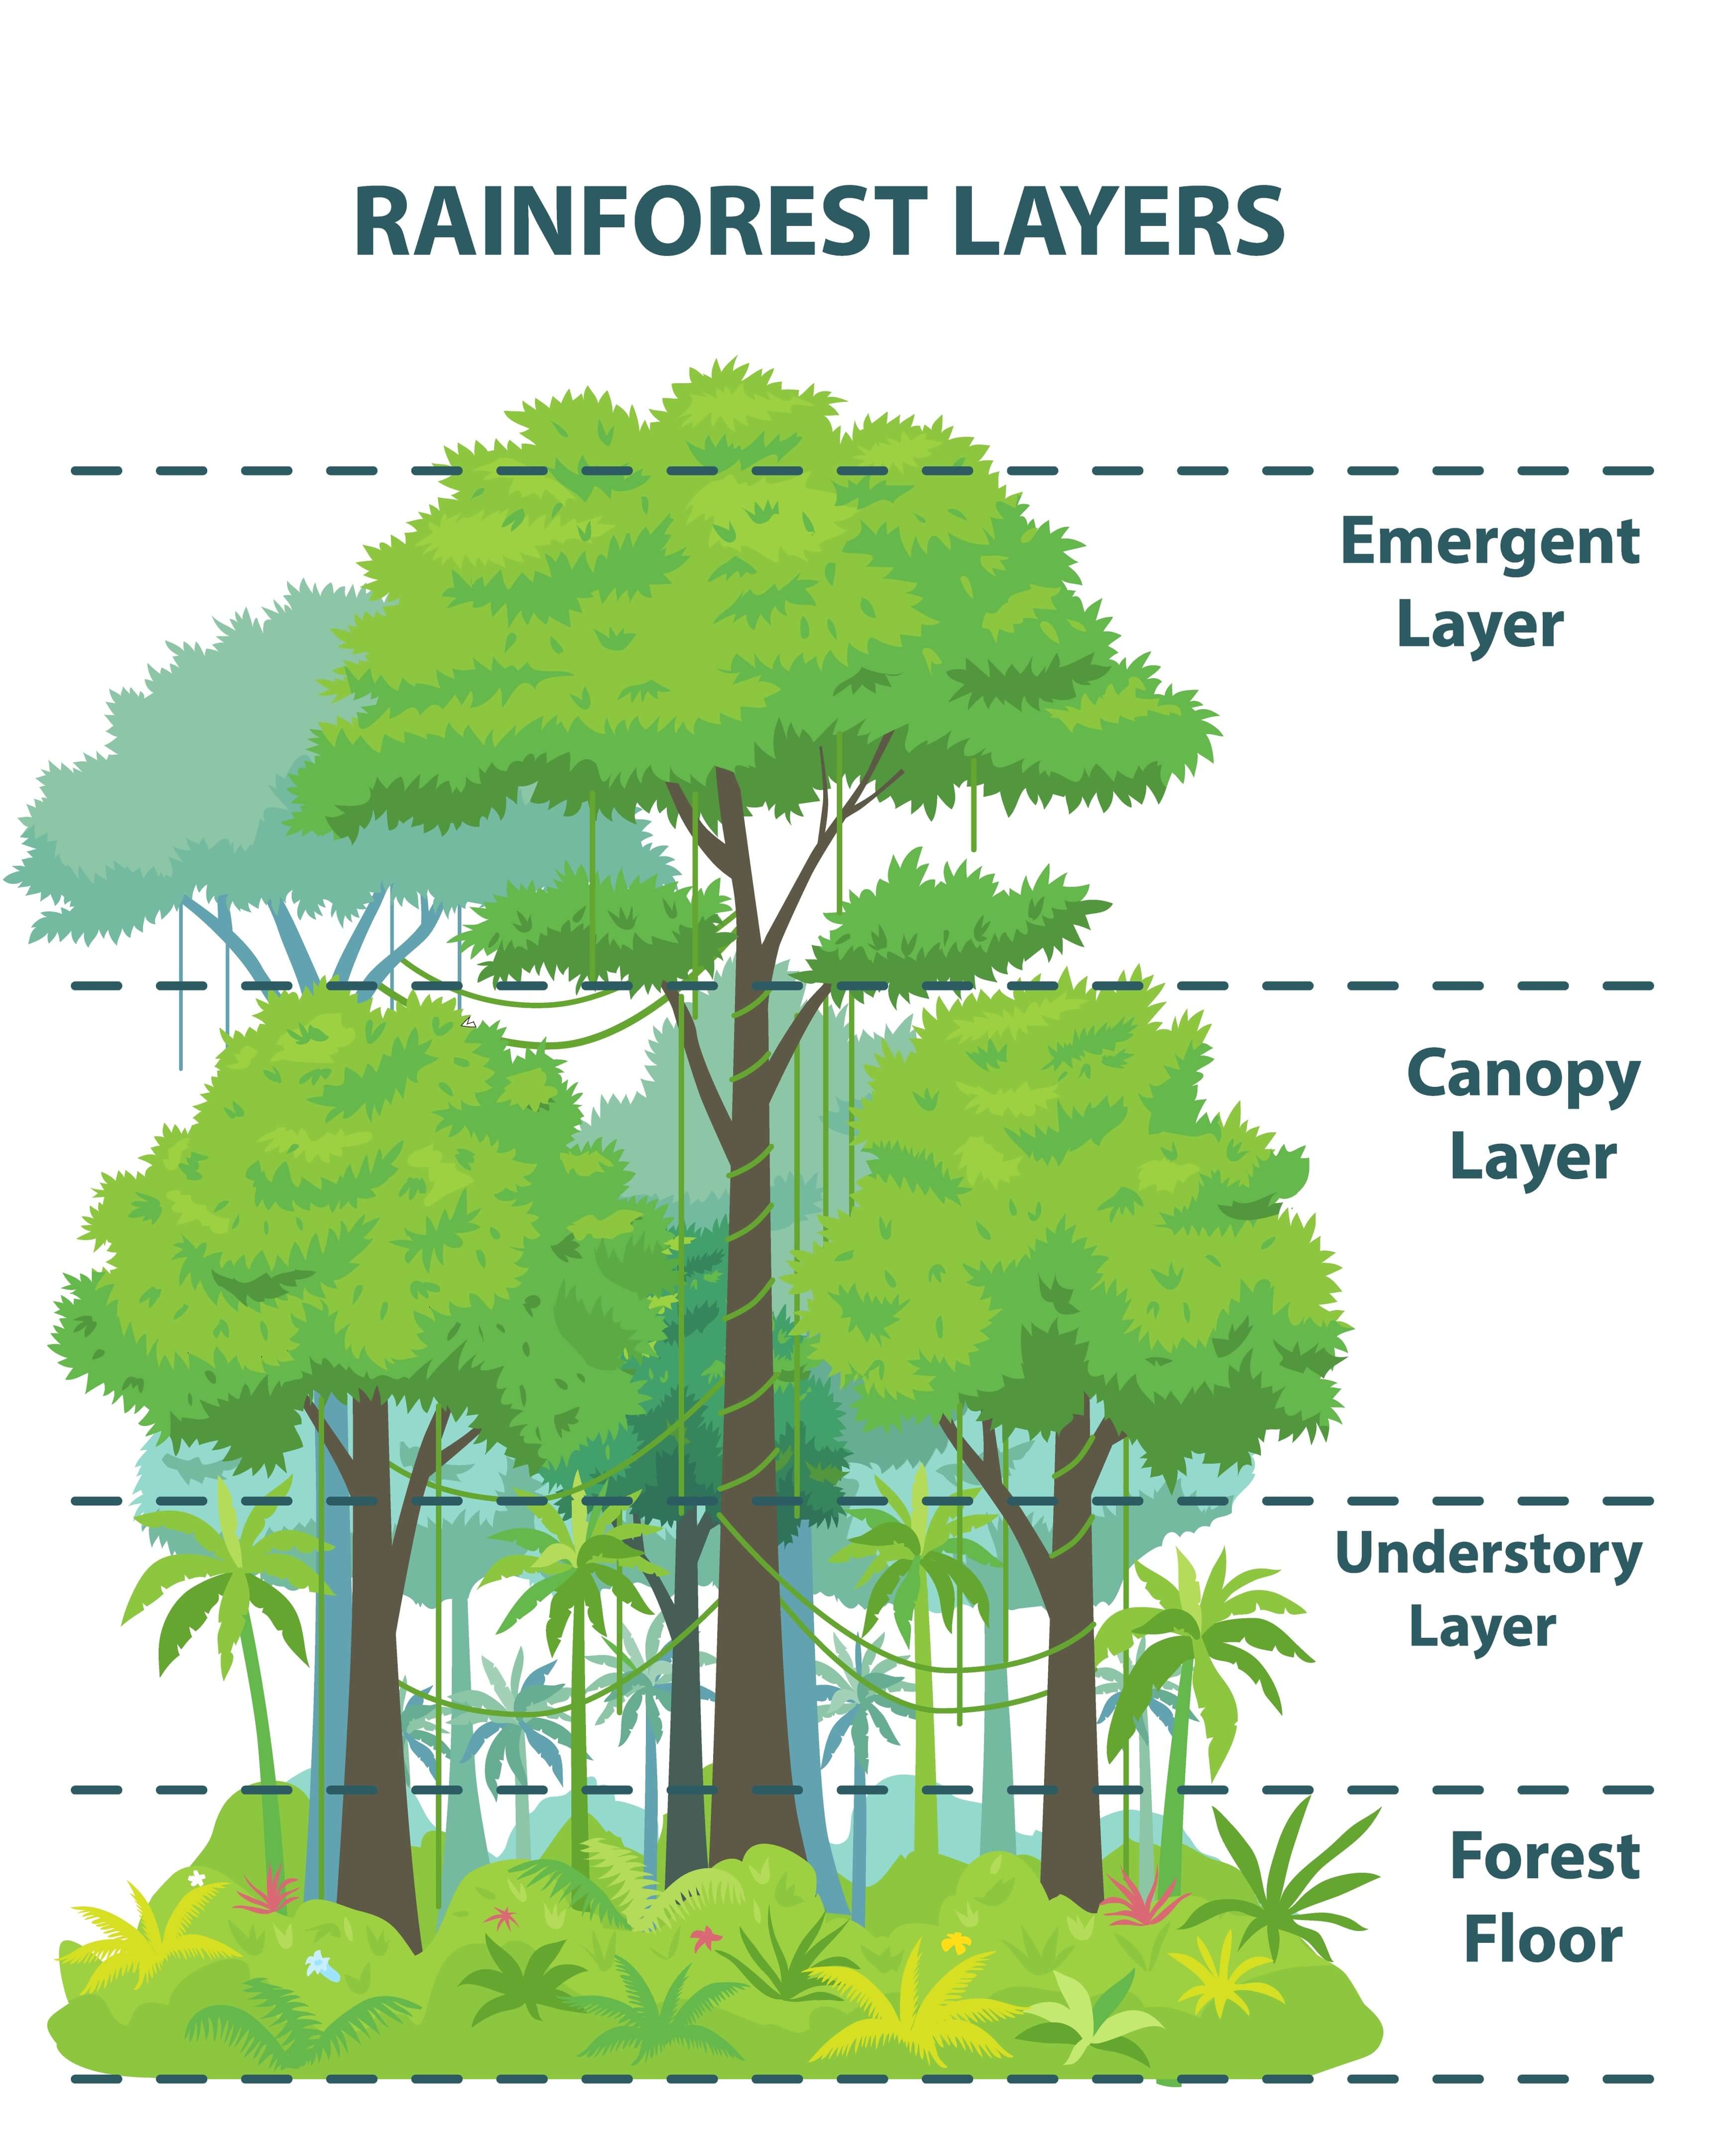 RAINFOREST LAYERS
Emergent
Layer
Canopy
Layer
Understory
Layer
Forest
Floor